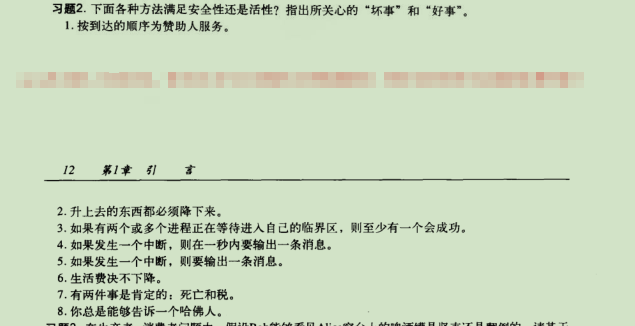 习题2. 下面各种方法满足安全性还是活性？指出所关心的“坏事”和“好事”。
1. 按到达的顺序为赞助人服务。
12 第1章 引 言
2. 升上去的东西都必须降下来。
3. 如果有两个或多个进程正在等待进入自己的临界区，则至少有一个会成功。
4. 如果发生一个中断，则在一秒内要输出一条消息。
5. 如果发生一个中断，则要输出一条消息。
6. 生活费决不下降。
7. 有两件事是肯定的：死亡和税。
8. 你总是能够告诉一个哈佛人。